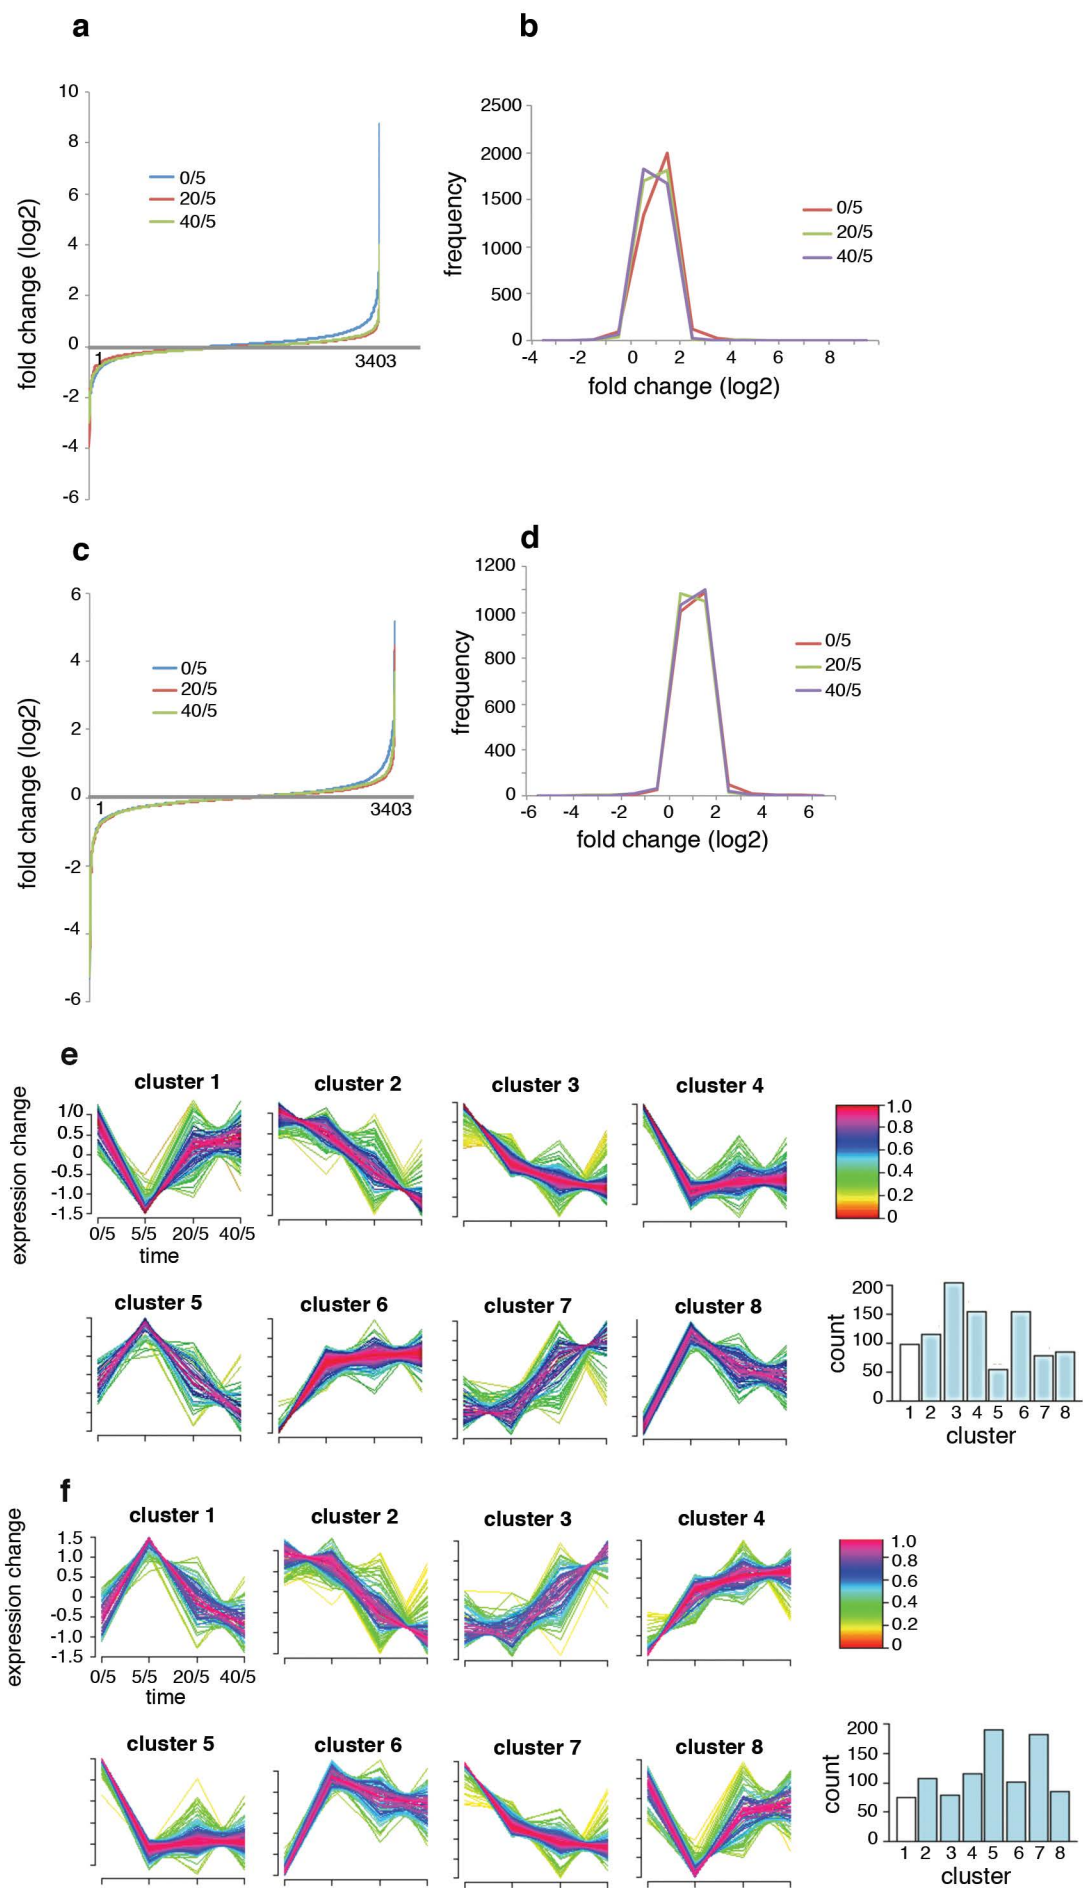 a
b
10
8
6
4
2
0
-2
-4
-6
fold change (log2)
0/5
20/5
40/5
1
3403
2500
2000
1500
1000
500
0
frequency
0/5
20/5
40/5
-4 -2 0 2 4 6 8
fold change (log2)
c
d
6
4
2
0
-2
-4
-6
fold change (log2)
0/5
20/5
40/5
1
3403
1200
1000
800
600
400
0
frequency
0/5
20/5
40/5
-6 -4 -2 0 2 4 6
fold change (log2)
e
expression change
cluster 1
cluster 2
cluster 3
cluster 4
1/0
0.5
0
-0.5
-1.0
-1.5
0/5 5/5 20/5 40/5
time
1.0
0.8
0.6
0.4
0.2
0
cluster 5
cluster 6
cluster 7
cluster 8
200
150
100
50
0
count
1 2 3 4 5 6 7 8
cluster
f
expression change
cluster 1
cluster 2
cluster 3
cluster 4
1.5
1.0
0.5
0
-0.5
-1.0
-1.5
0/5 5/5 20/5 40/5
time
1.0
0.8
0.6
0.4
0.2
0
cluster 5
cluster 6
cluster 7
cluster 8
200
150
100
50
0
count
1 2 3 4 5 6 7 8
cluster